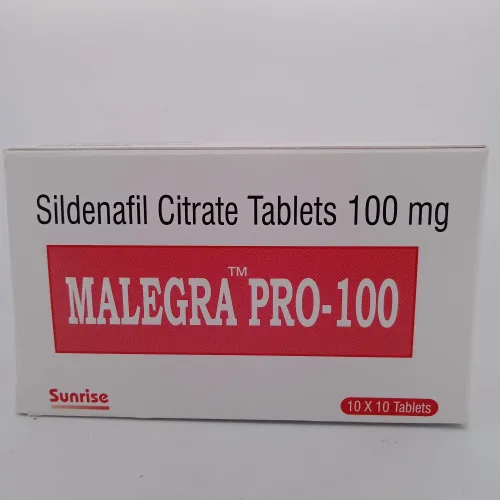 Sildenafil Citrate Tablets 100 mg
MALEGRA™ PRO-100
Sunrise
10 X 10 Tablets